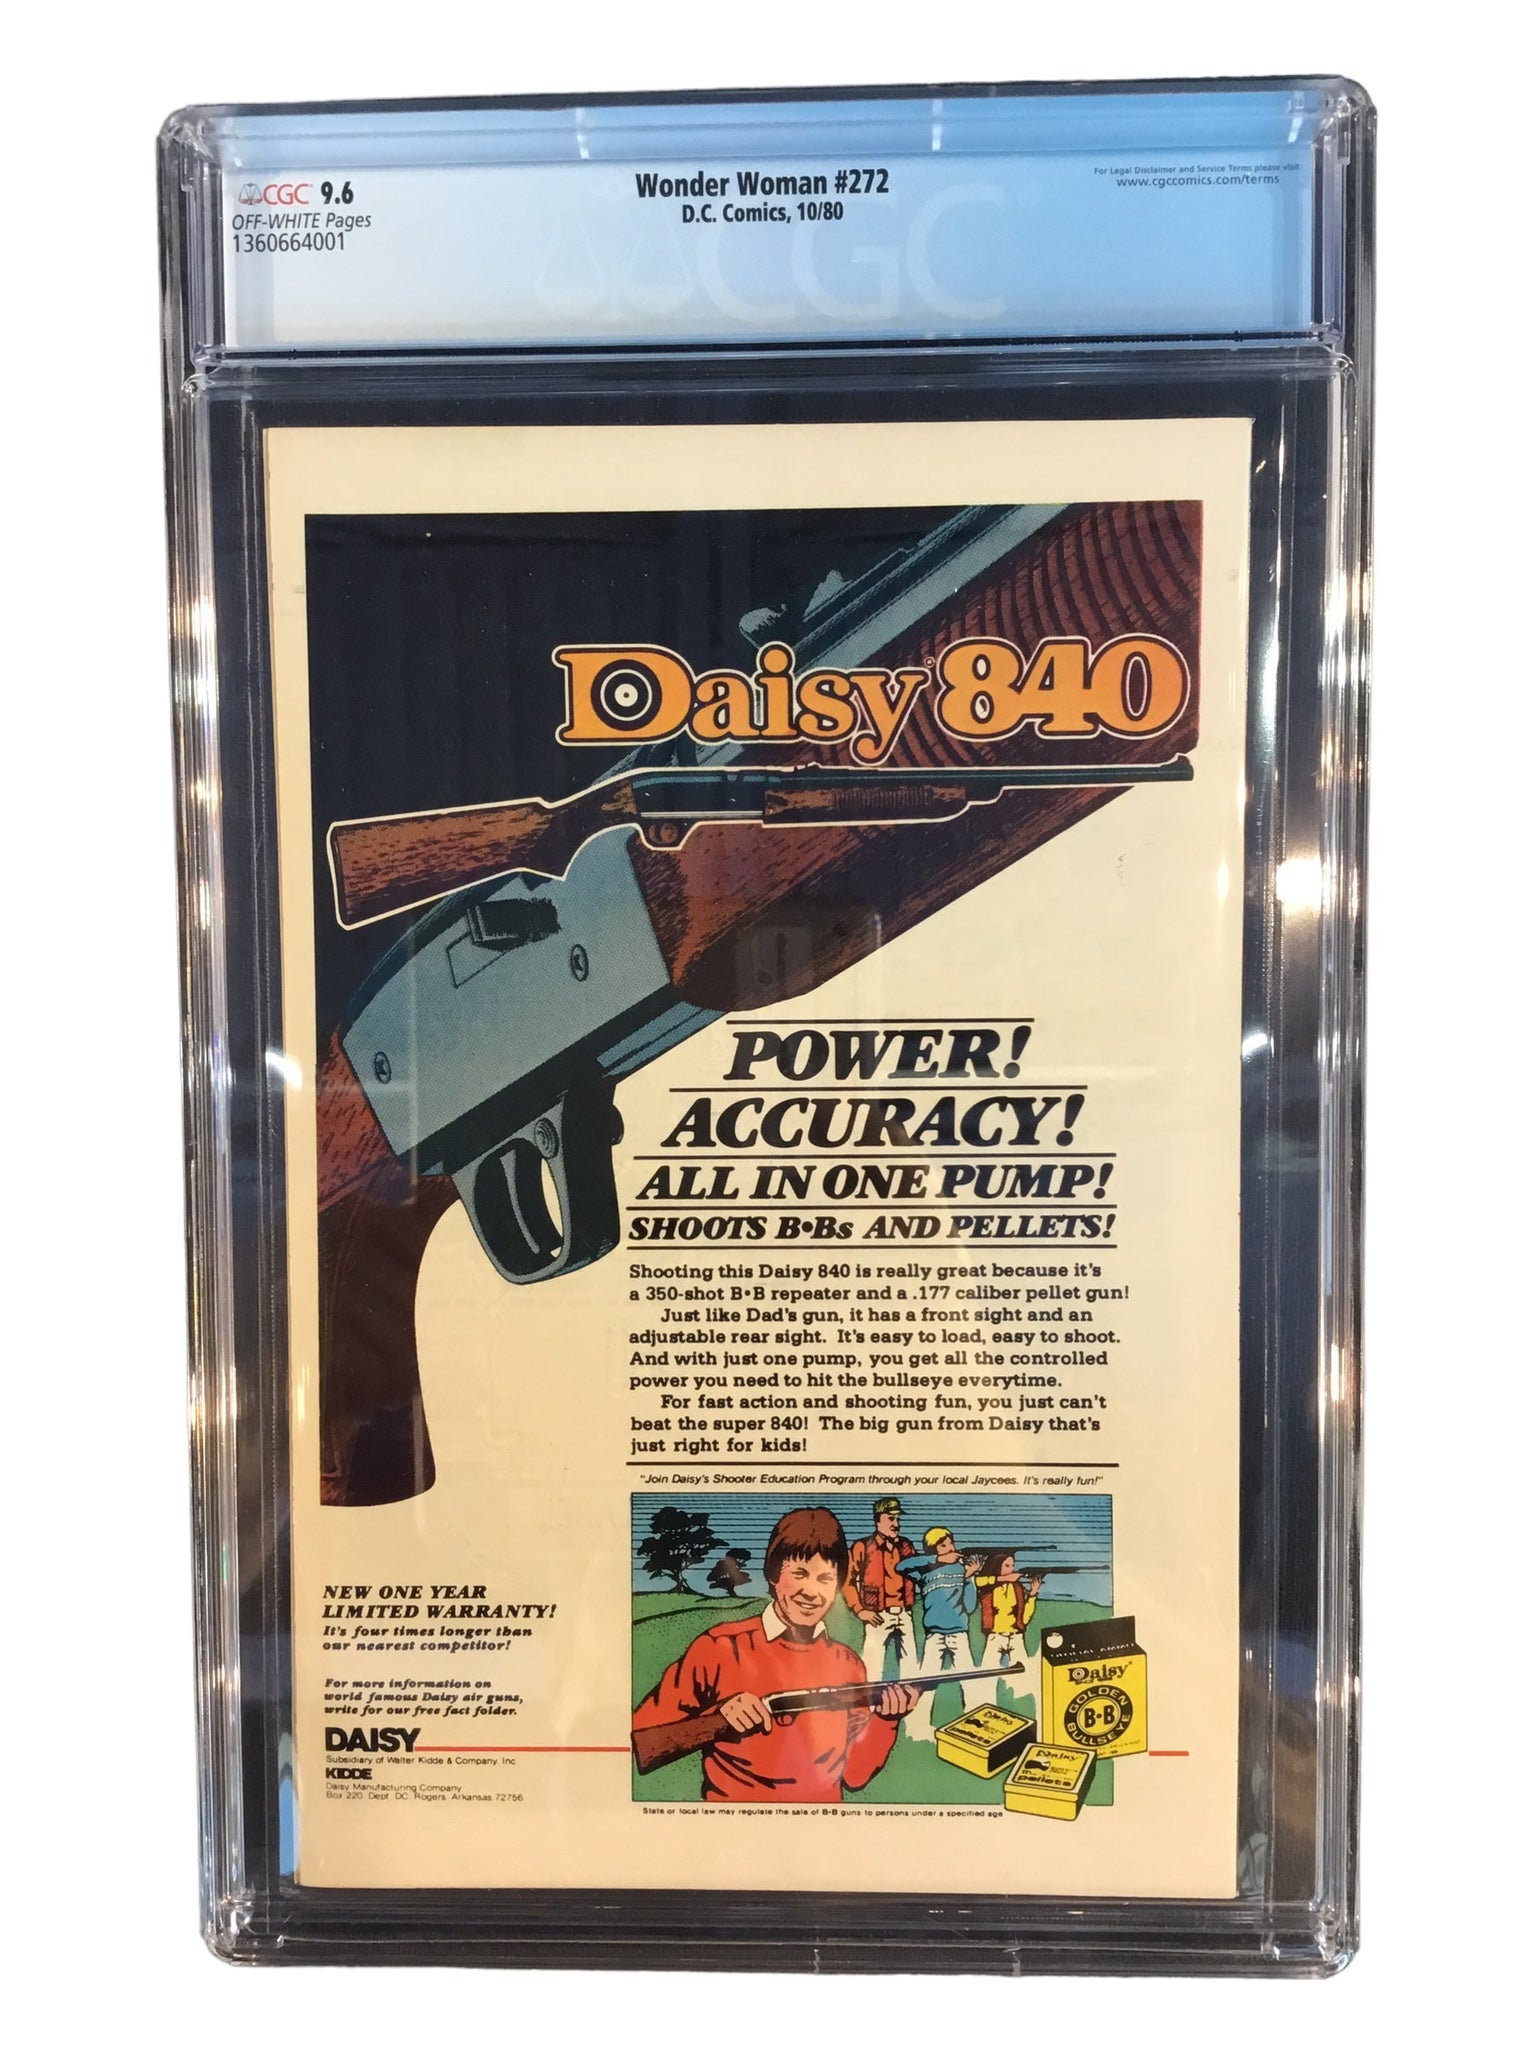 CGC 9.6
OFF-WHITE Pages
1360664001
Wonder Woman #272
D.C. Comics, 10/80
For Legal Disclaimer and Service Terms please visit
www.cgccomics.com/terms
CGC
Daisy® 840
POWER!
ACCURACY!
ALL IN ONE PUMP!
SHOOTS B•Bs AND PELLETS!
Shooting this Daisy 840 is really great because it's
a 350-shot B•B repeater and a .177 caliber pellet gun!
Just like Dad's gun, it has a front sight and an
adjustable rear sight. It's easy to load, easy to shoot.
And with just one pump, you get all the controlled
power you need to hit the bullseye everytime.
For fast action and shooting fun, you just can't
beat the super 840! The big gun from Daisy that's
just right for kids!
"Join Daisy's Shooter Education Program through your local Jaycees. It's really fun!"
NEW ONE YEAR
LIMITED WARRANTY!
It's four times longer than
our nearest competitor!
For more information on
world famous Daisy air guns,
write for our free fact folder.
DAISY
Subsidiary of Walter Kidde & Company, Inc.
KIDDE
Daisy Manufacturing Company
Box 220, Dept. DC, Rogers, Arkansas 72756
Daisy
GOLDEN
B•B
BULLSEYE
Daisy
pellets
Daisy
pellets
State or local law may regulate the sale of B•B guns to persons under a specified age